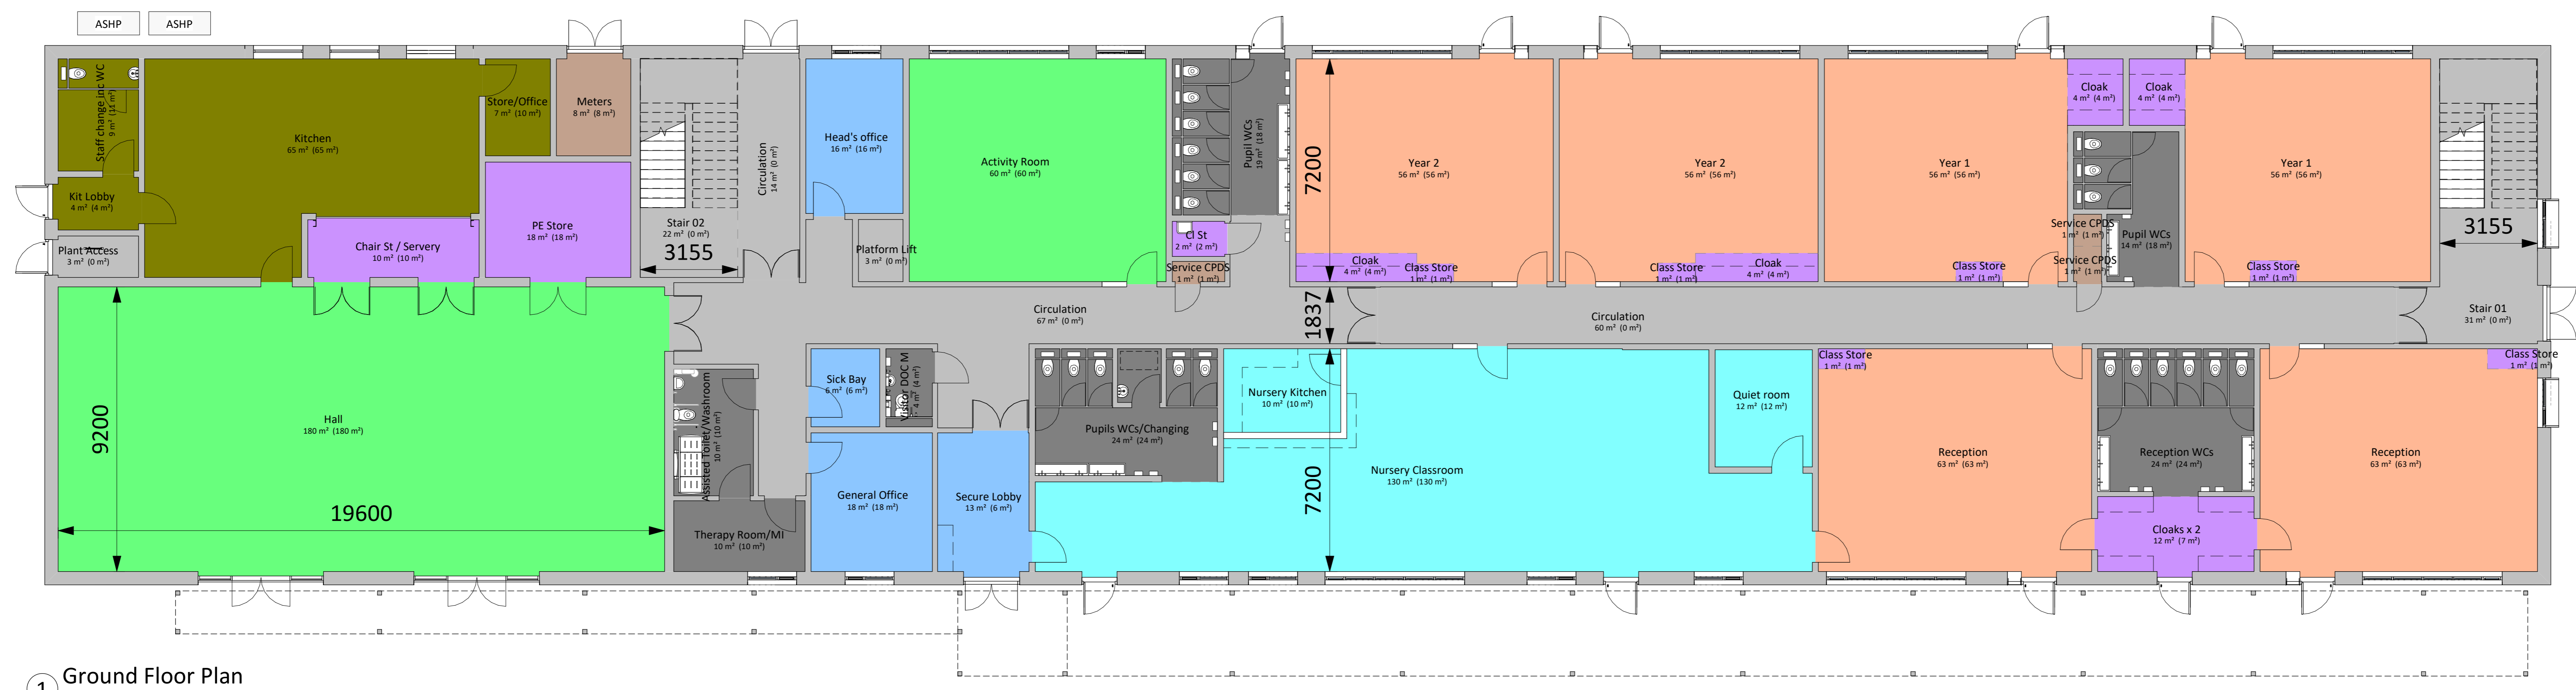 ASHP
ASHP
Staff change inc WC
9 m² (11 m²)
Kitchen
65 m² (65 m²)
Store/Office
7 m² (10 m²)
Meters
8 m² (8 m²)
Kit Lobby
4 m² (4 m²)
Plant Access
3 m² (0 m²)
Chair St / Servery
10 m² (10 m²)
PE Store
18 m² (18 m²)
Stair 02
22 m² (0 m²)
3155
Circulation
14 m² (0 m²)
Head's office
16 m² (16 m²)
Platform Lift
3 m² (0 m²)
Activity Room
60 m² (60 m²)
Pupil WCs
19 m² (18 m²)
Cl St
2 m² (2 m²)
Service CPDS
1 m² (1 m²)
7200
Year 2
56 m² (56 m²)
Cloak
4 m² (4 m²)
Class Store
1 m² (1 m²)
Year 2
56 m² (56 m²)
Class Store
1 m² (1 m²)
Cloak
4 m² (4 m²)
Year 1
56 m² (56 m²)
Class Store
1 m² (1 m²)
Cloak
4 m² (4 m²)
Cloak
4 m² (4 m²)
Service CPDS
1 m² (1 m²)
Service CPDS
1 m² (1 m²)
Pupil WCs
14 m² (18 m²)
Year 1
56 m² (56 m²)
Class Store
1 m² (1 m²)
3155
Stair 01
31 m² (0 m²)
Circulation
67 m² (0 m²)
1837
Circulation
60 m² (0 m²)
9200
Hall
180 m² (180 m²)
19600
Assisted Toilet/Washroom
10 m² (10 m²)
Therapy Room/MI
10 m² (10 m²)
Sick Bay
6 m² (6 m²)
Visitor DOC M
4 m² (4 m²)
General Office
18 m² (18 m²)
Secure Lobby
13 m² (6 m²)
Pupils WCs/Changing
24 m² (24 m²)
Nursery Kitchen
10 m² (10 m²)
7200
Nursery Classroom
130 m² (130 m²)
Quiet room
12 m² (12 m²)
Class Store
1 m² (1 m²)
Reception
63 m² (63 m²)
Reception WCs
24 m² (24 m²)
Cloaks x 2
12 m² (7 m²)
Reception
63 m² (63 m²)
Class Store
1 m² (1 m²)
1 Ground Floor Plan